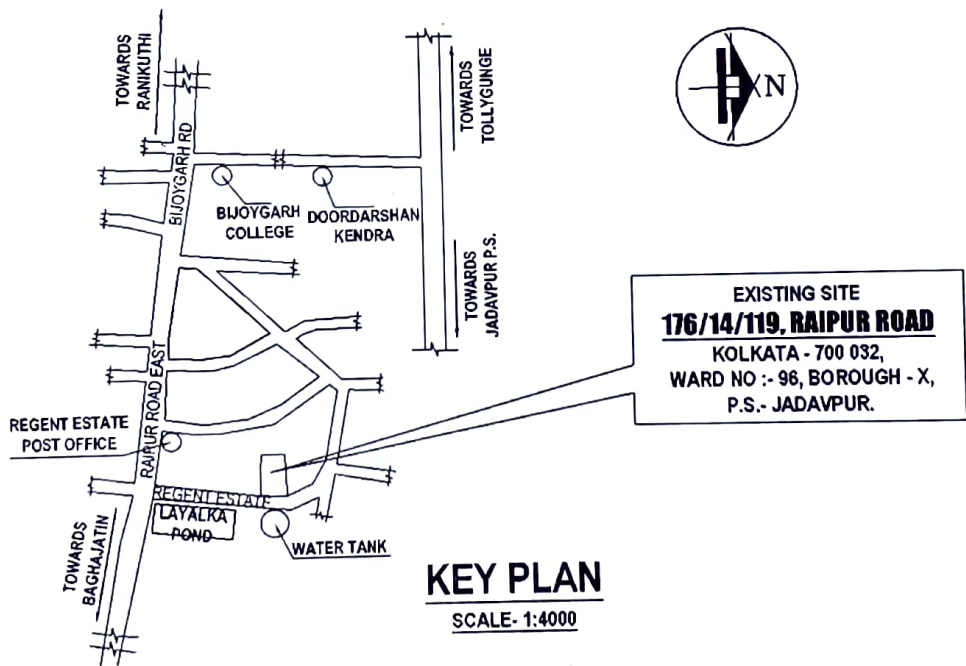 TOWARDS
RANIKUTHI
BIJOYGARH RD
TOWARDS
TOLLYGUNGE
N
BIJOYGARH
COLLEGE
DOORDARSHAN
KENDRA
TOWARDS
JADAVPUR P.S.
EXISTING SITE
176/14/119, RAIPUR ROAD
KOLKATA - 700 032,
WARD NO :- 96, BOROUGH - X,
P.S.- JADAVPUR.
RAIPUR ROAD EAST
REGENT ESTATE
POST OFFICE
REGENT ESTATE
LAYALKA
POND
WATER TANK
TOWARDS
BAGHAJATIN
KEY PLAN
SCALE- 1:4000